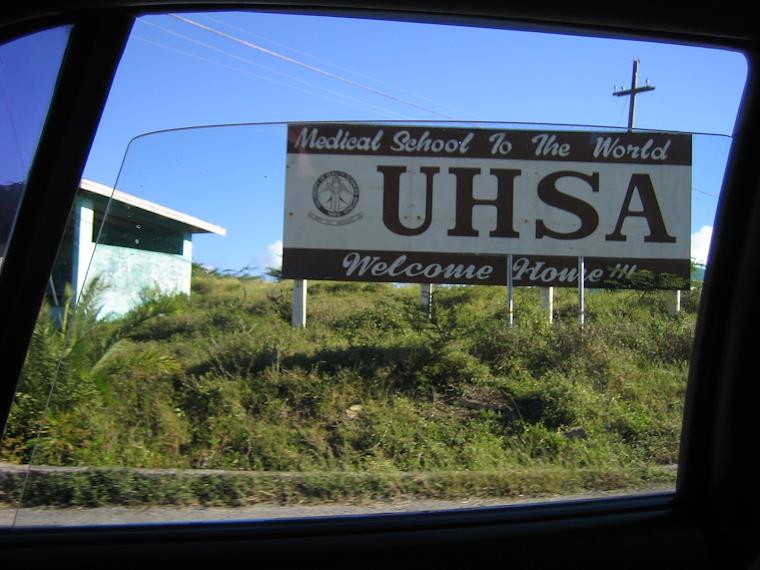 Medical School To The World
UHSA
Welcome Home!!!